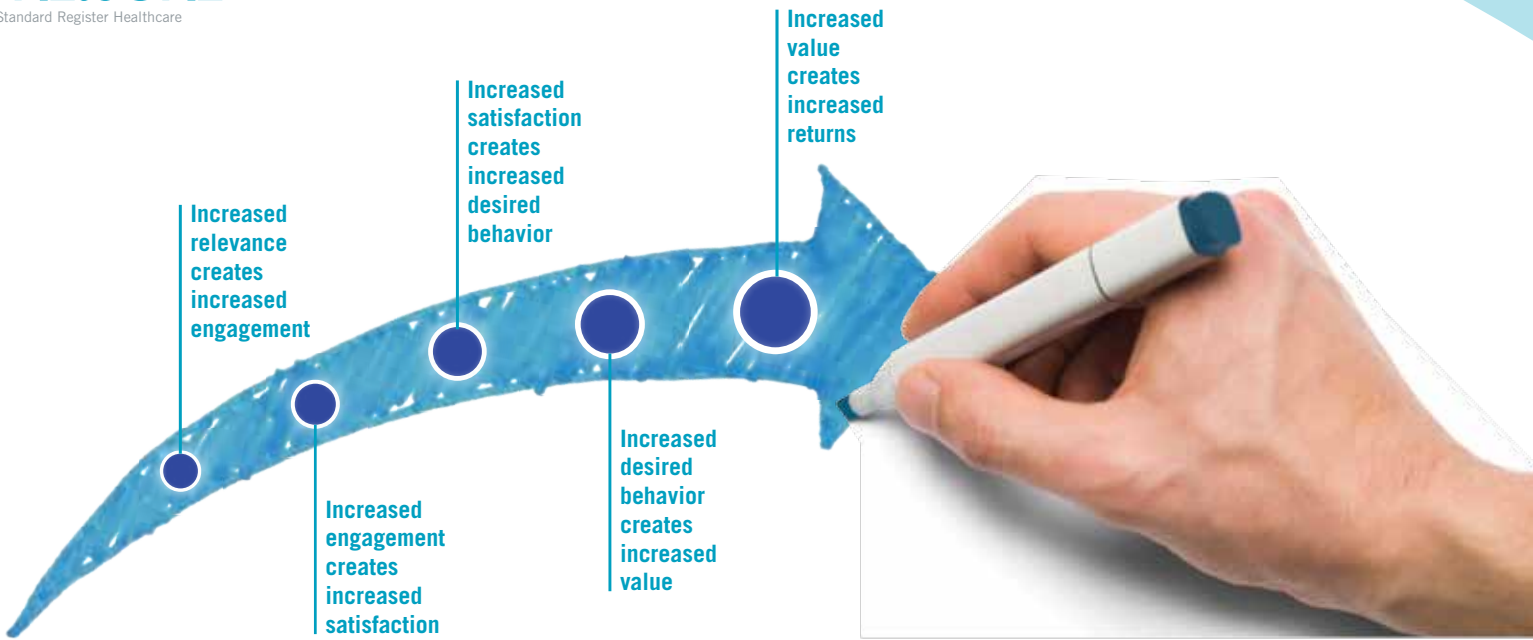 Standard Register Healthcare
Increased
relevance
creates
increased
engagement
Increased
engagement
creates
increased
satisfaction
Increased
satisfaction
creates
increased
desired
behavior
Increased
desired
behavior
creates
increased
value
Increased
value
creates
increased
returns